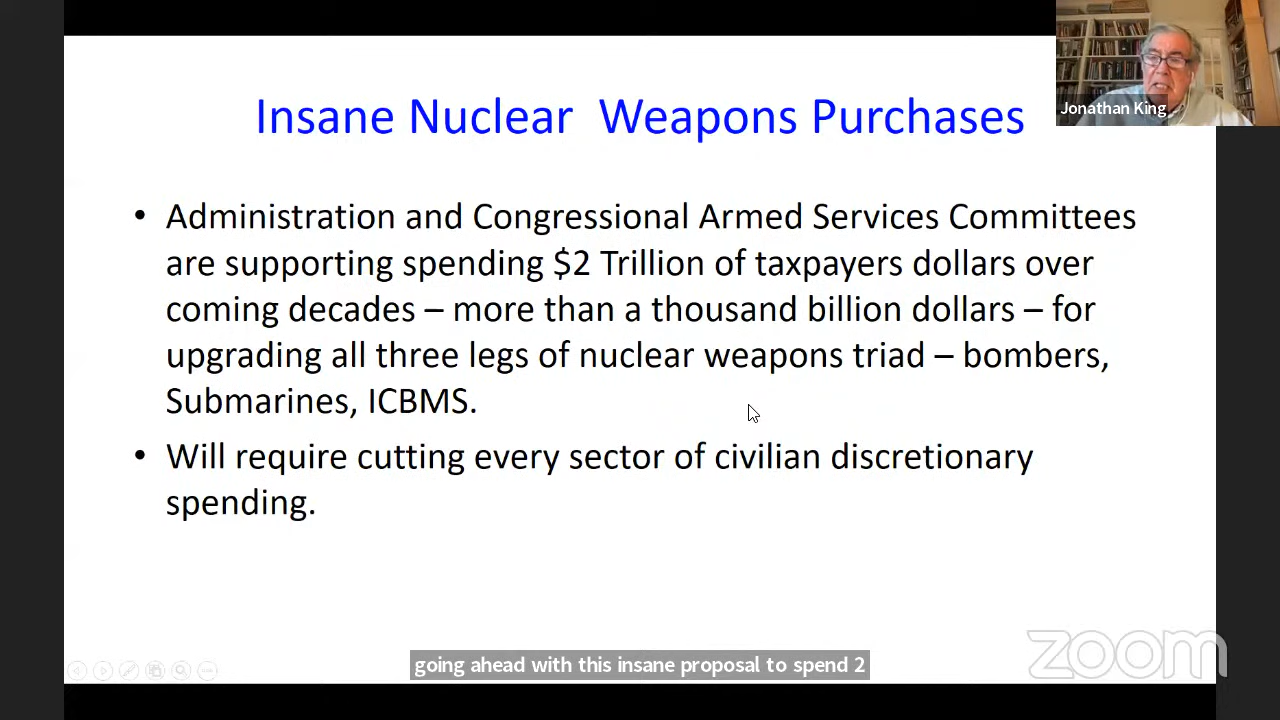 Jonathan King
Insane Nuclear  Weapons Purchases
• Administration and Congressional Armed Services Committees
are supporting spending $2 Trillion of taxpayers dollars over
coming decades – more than a thousand billion dollars – for
upgrading all three legs of nuclear weapons triad – bombers,
Submarines, ICBMS.
• Will require cutting every sector of civilian discretionary
spending.
going ahead with this insane proposal to spend 2
zoom